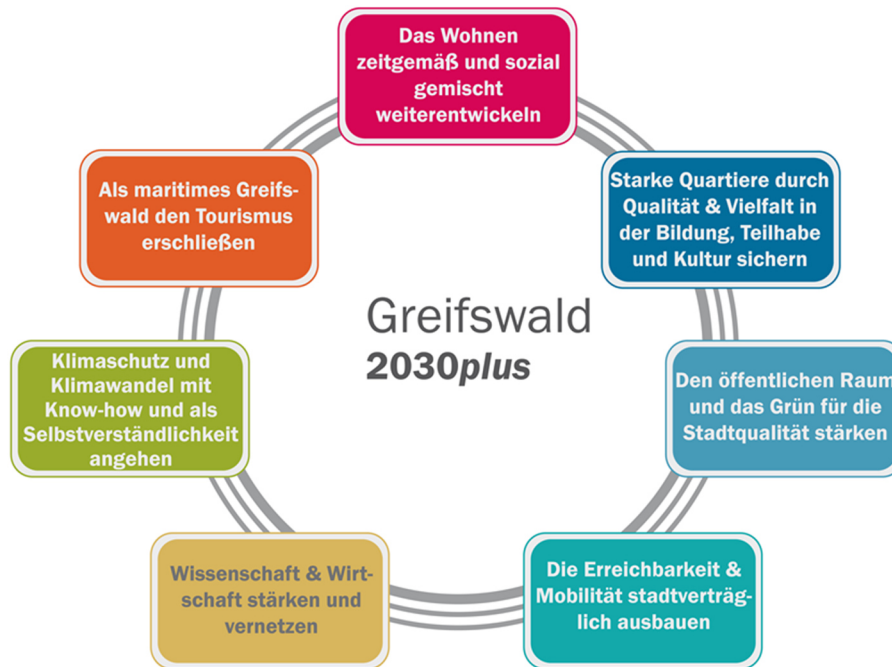 Das Wohnen
zeitgemäß und sozial
gemischt
weiterentwickeln
Starke Quartiere durch
Qualität & Vielfalt in
der Bildung, Teilhabe
und Kultur sichern
Den öffentlichen Raum
und das Grün für die
Stadtqualität stärken
Die Erreichbarkeit &
Mobilität stadtverträg-
lich ausbauen
Wissenschaft & Wirt-
schaft stärken und
vernetzen
Klimaschutz und
Klimawandel mit
Know-how und als
Selbstverständlichkeit
angehen
Als maritimes Greifs-
wald den Tourismus
erschließen
Greifswald
2030plus